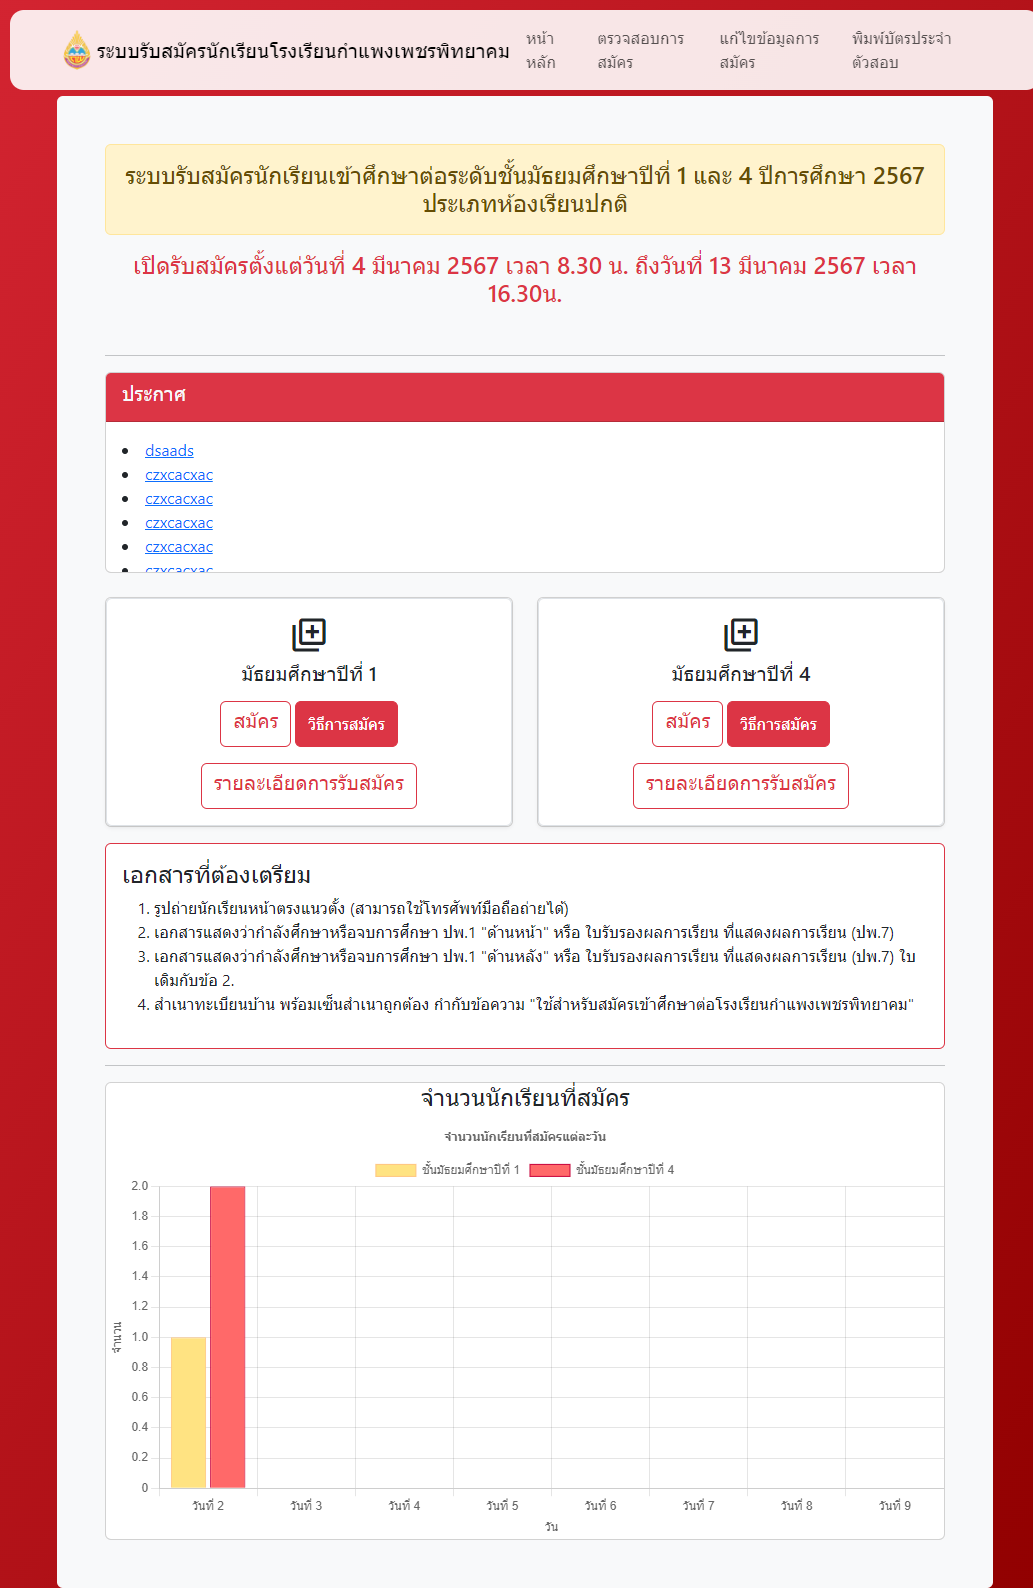 ระบบรับสมัครนักเรียนโรงเรียนกำแพงเพชรพิทยาคม
หน้า
หลัก
ตรวจสอบการ
สมัคร
แก้ไขข้อมูลการ
สมัคร
พิมพ์บัตรประจำ
ตัวสอบ
ระบบรับสมัครนักเรียนเข้าศึกษาต่อระดับชั้นมัธยมศึกษาปีที่ 1 และ 4 ปีการศึกษา 2567
ประเภทห้องเรียนปกติ
เปิดรับสมัครตั้งแต่วันที่ 4 มีนาคม 2567 เวลา 8.30 น. ถึงวันที่ 13 มีนาคม 2567 เวลา
16.30น.
ประกาศ
dsaads
czxcacxac
czxcacxac
czxcacxac
czxcacxac
czxcacxac
มัธยมศึกษาปีที่ 1
สมัคร วิธีการสมัคร
รายละเอียดการรับสมัคร
มัธยมศึกษาปีที่ 4
สมัคร วิธีการสมัคร
รายละเอียดการรับสมัคร
เอกสารที่ต้องเตรียม
1. รูปถ่ายนักเรียนหน้าตรงแนวตั้ง (สามารถใช้โทรศัพท์มือถือถ่ายได้)
2. เอกสารแสดงว่ากำลังศึกษาหรือจบการศึกษา ปพ.1 "ด้านหน้า" หรือ ใบรับรองผลการเรียน ที่แสดงผลการเรียน (ปพ.7)
3. เอกสารแสดงว่ากำลังศึกษาหรือจบการศึกษา ปพ.1 "ด้านหลัง" หรือ ใบรับรองผลการเรียน ที่แสดงผลการเรียน (ปพ.7) ใบ
เดิมกับข้อ 2.
4. สำเนาทะเบียนบ้าน พร้อมเซ็นสำเนาถูกต้อง กำกับข้อความ "ใช้สำหรับสมัครเข้าศึกษาต่อโรงเรียนกำแพงเพชรพิทยาคม"
จำนวนนักเรียนที่สมัคร
จำนวนนักเรียนที่สมัครแต่ละวัน
ชั้นมัธยมศึกษาปีที่ 1 ชั้นมัธยมศึกษาปีที่ 4
2.0
1.8
1.6
1.4
1.2
1.0
0.8
0.6
0.4
0.2
0
จำนวน
วันที่ 2 วันที่ 3 วันที่ 4 วันที่ 5 วันที่ 6 วันที่ 7 วันที่ 8 วันที่ 9
วัน